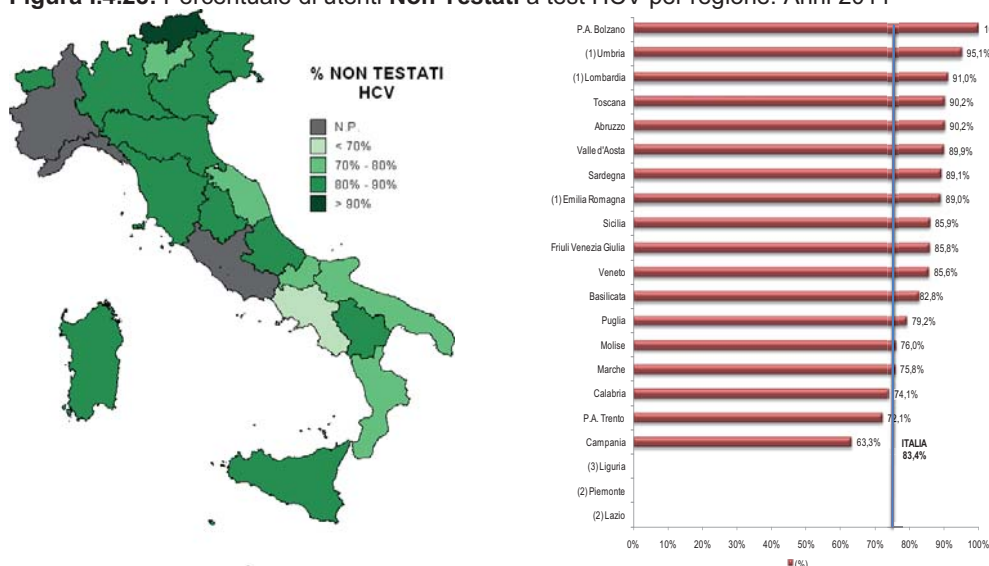 Figura I.4.23: Percentuale di utenti Non Testati a test HCV per regione. Anni 2011
% NON TESTATI
HCV
N.P.
< 70%
70% - 80%
80% - 90%
> 90%
P.A. Bolzano
(1) Umbria 95,1%
(1) Lombardia 91,0%
Toscana 90,2%
Abruzzo 90,2%
Valle d'Aosta 89,9%
Sardegna 89,1%
(1) Emilia Romagna 89,0%
Sicilia 85,9%
Friuli Venezia Giulia 85,8%
Veneto 85,6%
Basilicata 82,8%
Puglia 79,2%
Molise 76,0%
Marche 75,8%
Calabria 74,1%
P.A. Trento 72,1%
Campania 63,3%
ITALIA
83,4%
(3) Liguria
(2) Piemonte
(2) Lazio
0% 10% 20% 30% 40% 50% 60% 70% 80% 90% 100%
(%)